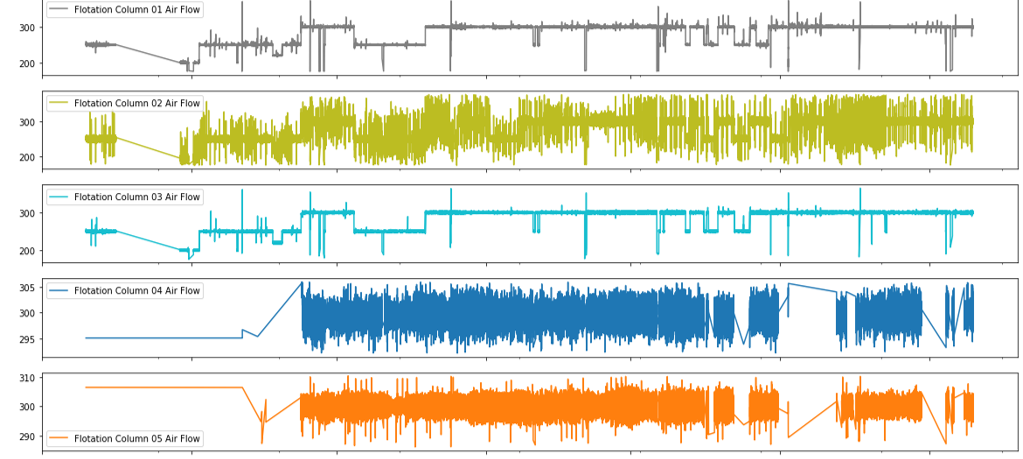 Flotation Column 01 Air Flow
300
200
Flotation Column 02 Air Flow
300
200
Flotation Column 03 Air Flow
300
200
Flotation Column 04 Air Flow
305
300
295
310
300
290
Flotation Column 05 Air Flow